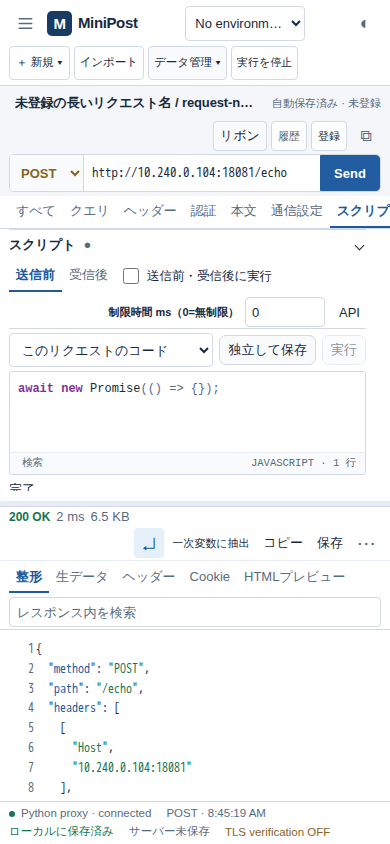 M MiniPost No environm…
＋ 新規 ▾ インポート データ管理 ▾ 実行を停止
未登録の長いリクエスト名 / request-n… 自動保存済み · 未登録
リボン 履歴 登録
POST http://10.240.0.104:18081/echo Send
すべて クエリ ヘッダー 認証 本文 通信設定 スクリプ
スクリプト
送信前 受信後 送信前・受信後に実行
制限時間 ms（0=無制限） 0 API
このリクエストのコード 独立して保存 実行
await new Promise(() => {});
検索 JAVASCRIPT · 1 行
完了
200 OK 2 ms 6.5 KB
一次変数に抽出 コピー 保存 ···
整形 生データ ヘッダー Cookie HTMLプレビュー
レスポンス内を検索
1 {
2 "method": "POST",
3 "path": "/echo",
4 "headers": [
5 [
6 "Host",
7 "10.240.0.104:18081"
8 ],
Python proxy · connected POST · 8:45:19 AM
ローカルに保存済み サーバー未保存 TLS verification OFF